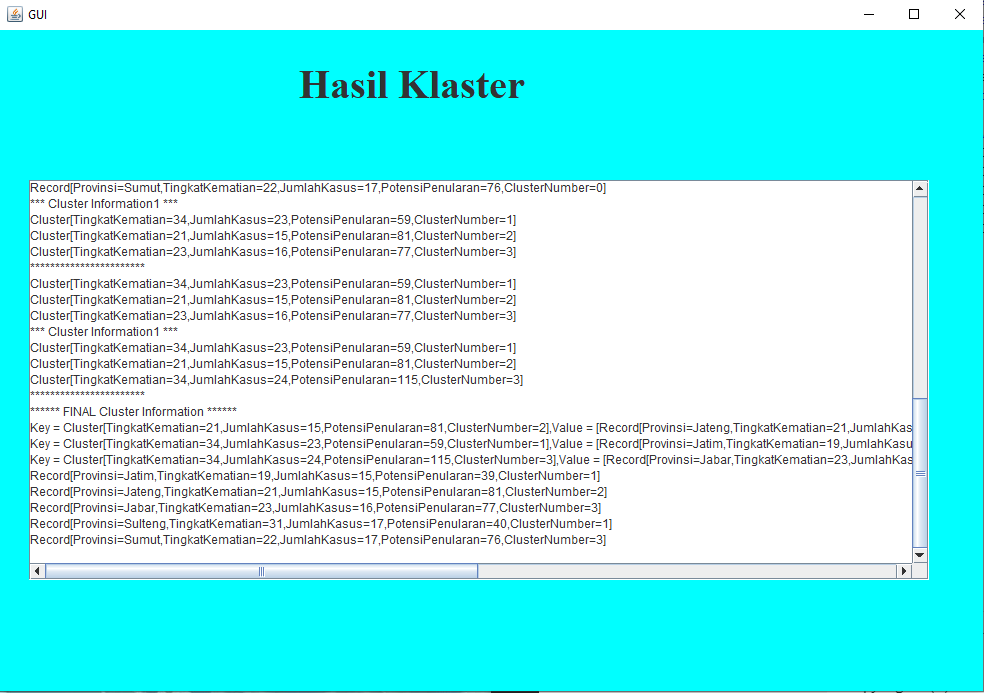 GUI
Hasil Klaster
Record[Provinsi=Sumut,TingkatKematian=22,JumlahKasus=17,PotensiPenularan=76,ClusterNumber=0]
*** Cluster Information1 ***
Cluster[TingkatKematian=34,JumlahKasus=23,PotensiPenularan=59,ClusterNumber=1]
Cluster[TingkatKematian=21,JumlahKasus=15,PotensiPenularan=81,ClusterNumber=2]
Cluster[TingkatKematian=23,JumlahKasus=16,PotensiPenularan=77,ClusterNumber=3]
***********************
Cluster[TingkatKematian=34,JumlahKasus=23,PotensiPenularan=59,ClusterNumber=1]
Cluster[TingkatKematian=21,JumlahKasus=15,PotensiPenularan=81,ClusterNumber=2]
Cluster[TingkatKematian=23,JumlahKasus=16,PotensiPenularan=77,ClusterNumber=3]
*** Cluster Information1 ***
Cluster[TingkatKematian=34,JumlahKasus=23,PotensiPenularan=59,ClusterNumber=1]
Cluster[TingkatKematian=21,JumlahKasus=15,PotensiPenularan=81,ClusterNumber=2]
Cluster[TingkatKematian=34,JumlahKasus=24,PotensiPenularan=115,ClusterNumber=3]
***********************
****** FINAL Cluster Information ******
Key = Cluster[TingkatKematian=21,JumlahKasus=15,PotensiPenularan=81,ClusterNumber=2],Value = [Record[Provinsi=Jateng,TingkatKematian=21,JumlahKas
Key = Cluster[TingkatKematian=34,JumlahKasus=23,PotensiPenularan=59,ClusterNumber=1],Value = [Record[Provinsi=Jatim,TingkatKematian=19,JumlahKasu
Key = Cluster[TingkatKematian=34,JumlahKasus=24,PotensiPenularan=115,ClusterNumber=3],Value = [Record[Provinsi=Jabar,TingkatKematian=23,JumlahKas
Record[Provinsi=Jatim,TingkatKematian=19,JumlahKasus=15,PotensiPenularan=39,ClusterNumber=1]
Record[Provinsi=Jateng,TingkatKematian=21,JumlahKasus=15,PotensiPenularan=81,ClusterNumber=2]
Record[Provinsi=Jabar,TingkatKematian=23,JumlahKasus=16,PotensiPenularan=77,ClusterNumber=3]
Record[Provinsi=Sulteng,TingkatKematian=31,JumlahKasus=17,PotensiPenularan=40,ClusterNumber=1]
Record[Provinsi=Sumut,TingkatKematian=22,JumlahKasus=17,PotensiPenularan=76,ClusterNumber=3]